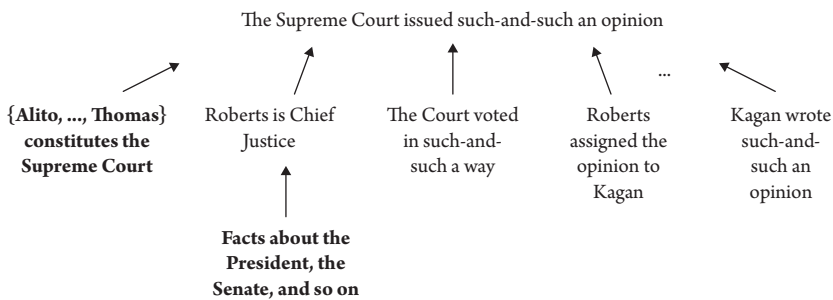 The Supreme Court issued such-and-such an opinion
...
{Alito, ..., Thomas}
constitutes the
Supreme Court
Roberts is Chief
Justice
The Court voted
in such-and-
such a way
Roberts
assigned the
opinion to
Kagan
Kagan wrote
such-and-
such an
opinion
Facts about the
President, the
Senate, and so on